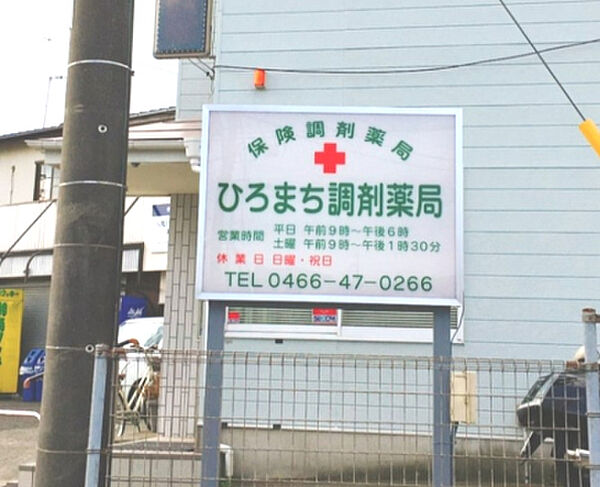 保険調剤薬局
ひろまち調剤薬局
営業時間 平日 午前9時~午後6時
土曜 午前9時~午後1時30分
休業日 日曜・祝日
TEL 0466-47-0266